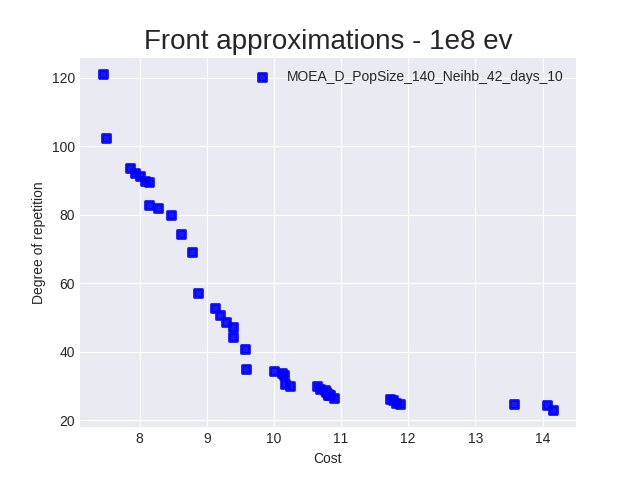 Front approximations - 1e8 ev
MOEA_D_PopSize_140_Neihb_42_days_10
Degree of repetition
120
100
80
60
40
20
8 9 10 11 12 13 14
Cost